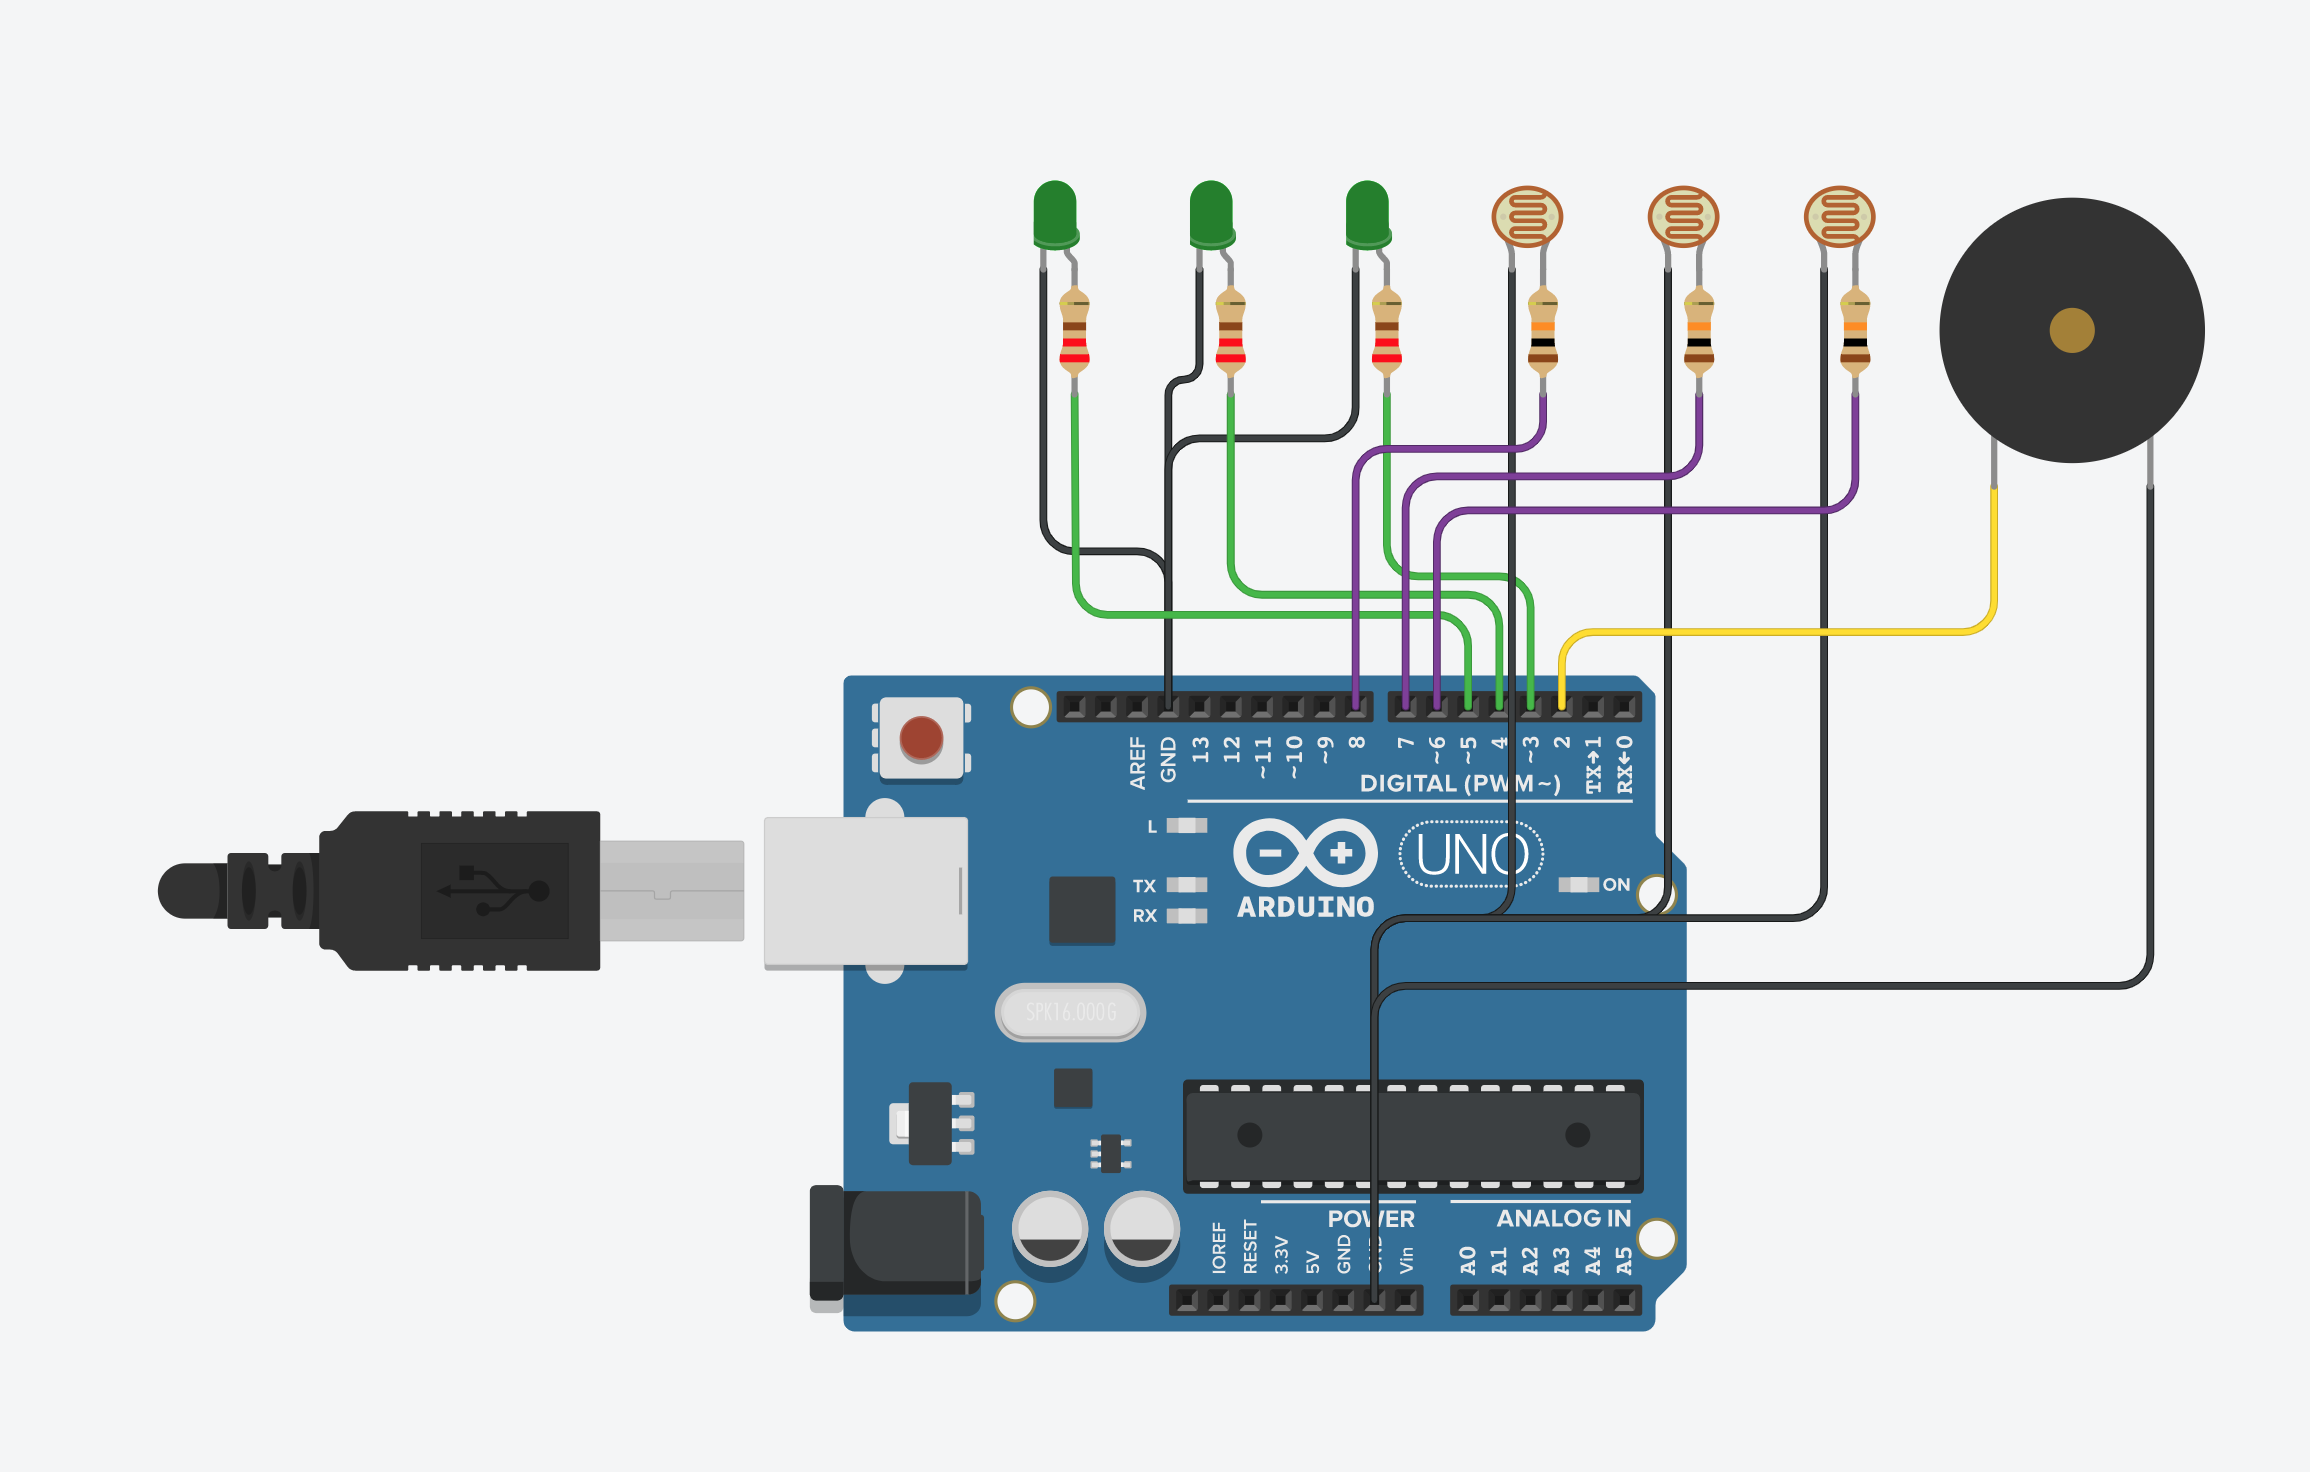 AREF
GND
13
12
~11
~10
~9
8
7
~6
~5
4
~3
2
TX→1
RX←0
DIGITAL (PWM~)
L
TX
RX
UNO
ON
ARDUINO
SPK16.000G
POWER
ANALOG IN
IOREF
RESET
3.3V
5V
GND
GND
Vin
A0
A1
A2
A3
A4
A5